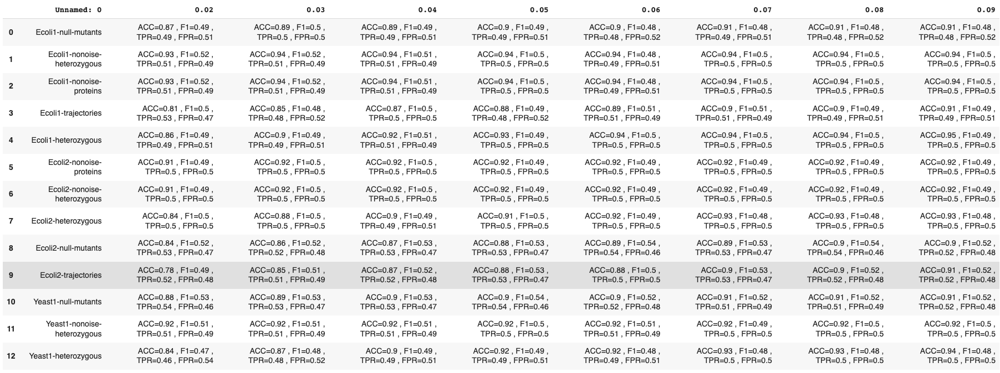 Unnamed: 0 0.02 0.03 0.04 0.05 0.06 0.07 0.08 0.09
0 Ecoli1-null-mutants ACC=0.87 , F1=0.49 , TPR=0.49 , FPR=0.51 ACC=0.89 , F1=0.5 , TPR=0.5 , FPR=0.5 ACC=0.89 , F1=0.49 , TPR=0.49 , FPR=0.51 ACC=0.9 , F1=0.49 , TPR=0.49 , FPR=0.51 ACC=0.9 , F1=0.48 , TPR=0.48 , FPR=0.52 ACC=0.91 , F1=0.48 , TPR=0.49 , FPR=0.51 ACC=0.91 , F1=0.48 , TPR=0.48 , FPR=0.52 ACC=0.91 , F1=0.48 , TPR=0.48 , FPR=0.52
1 Ecoli1-nonoise-heterozygous ACC=0.93 , F1=0.52 , TPR=0.51 , FPR=0.49 ACC=0.94 , F1=0.52 , TPR=0.51 , FPR=0.49 ACC=0.94 , F1=0.51 , TPR=0.51 , FPR=0.49 ACC=0.94 , F1=0.5 , TPR=0.5 , FPR=0.5 ACC=0.94 , F1=0.48 , TPR=0.49 , FPR=0.51 ACC=0.94 , F1=0.5 , TPR=0.5 , FPR=0.5 ACC=0.94 , F1=0.5 , TPR=0.5 , FPR=0.5 ACC=0.94 , F1=0.5 , TPR=0.5 , FPR=0.5
2 Ecoli1-nonoise-proteins ACC=0.93 , F1=0.52 , TPR=0.51 , FPR=0.49 ACC=0.94 , F1=0.52 , TPR=0.51 , FPR=0.49 ACC=0.94 , F1=0.51 , TPR=0.51 , FPR=0.49 ACC=0.94 , F1=0.5 , TPR=0.5 , FPR=0.5 ACC=0.94 , F1=0.48 , TPR=0.49 , FPR=0.51 ACC=0.94 , F1=0.5 , TPR=0.5 , FPR=0.5 ACC=0.94 , F1=0.5 , TPR=0.5 , FPR=0.5 ACC=0.94 , F1=0.5 , TPR=0.5 , FPR=0.5
3 Ecoli1-trajectories ACC=0.81 , F1=0.5 , TPR=0.53 , FPR=0.47 ACC=0.85 , F1=0.48 , TPR=0.48 , FPR=0.52 ACC=0.87 , F1=0.5 , TPR=0.5 , FPR=0.5 ACC=0.88 , F1=0.49 , TPR=0.48 , FPR=0.52 ACC=0.89 , F1=0.51 , TPR=0.51 , FPR=0.49 ACC=0.9 , F1=0.51 , TPR=0.51 , FPR=0.49 ACC=0.9 , F1=0.49 , TPR=0.49 , FPR=0.51 ACC=0.91 , F1=0.49 , TPR=0.49 , FPR=0.51
4 Ecoli1-heterozygous ACC=0.86 , F1=0.49 , TPR=0.49 , FPR=0.51 ACC=0.9 , F1=0.49 , TPR=0.49 , FPR=0.51 ACC=0.92 , F1=0.51 , TPR=0.51 , FPR=0.49 ACC=0.93 , F1=0.49 , TPR=0.5 , FPR=0.5 ACC=0.94 , F1=0.5 , TPR=0.5 , FPR=0.5 ACC=0.94 , F1=0.5 , TPR=0.5 , FPR=0.5 ACC=0.94 , F1=0.5 , TPR=0.5 , FPR=0.5 ACC=0.95 , F1=0.49 , TPR=0.5 , FPR=0.5
5 Ecoli2-nonoise-proteins ACC=0.91 , F1=0.49 , TPR=0.5 , FPR=0.5 ACC=0.92 , F1=0.5 , TPR=0.5 , FPR=0.5 ACC=0.92 , F1=0.5 , TPR=0.5 , FPR=0.5 ACC=0.92 , F1=0.49 , TPR=0.5 , FPR=0.5 ACC=0.92 , F1=0.49 , TPR=0.5 , FPR=0.5 ACC=0.92 , F1=0.49 , TPR=0.5 , FPR=0.5 ACC=0.92 , F1=0.49 , TPR=0.5 , FPR=0.5 ACC=0.92 , F1=0.49 , TPR=0.5 , FPR=0.5
6 Ecoli2-nonoise-heterozygous ACC=0.91 , F1=0.49 , TPR=0.5 , FPR=0.5 ACC=0.92 , F1=0.5 , TPR=0.5 , FPR=0.5 ACC=0.92 , F1=0.5 , TPR=0.5 , FPR=0.5 ACC=0.92 , F1=0.49 , TPR=0.5 , FPR=0.5 ACC=0.92 , F1=0.49 , TPR=0.5 , FPR=0.5 ACC=0.92 , F1=0.49 , TPR=0.5 , FPR=0.5 ACC=0.92 , F1=0.49 , TPR=0.5 , FPR=0.5 ACC=0.92 , F1=0.49 , TPR=0.5 , FPR=0.5
7 Ecoli2-heterozygous ACC=0.84 , F1=0.5 , TPR=0.5 , FPR=0.5 ACC=0.88 , F1=0.5 , TPR=0.5 , FPR=0.5 ACC=0.9 , F1=0.49 , TPR=0.49 , FPR=0.51 ACC=0.91 , F1=0.5 , TPR=0.5 , FPR=0.5 ACC=0.92 , F1=0.49 , TPR=0.5 , FPR=0.5 ACC=0.93 , F1=0.48 , TPR=0.5 , FPR=0.5 ACC=0.93 , F1=0.48 , TPR=0.5 , FPR=0.5 ACC=0.93 , F1=0.48 , TPR=0.5 , FPR=0.5
8 Ecoli2-null-mutants ACC=0.84 , F1=0.52 , TPR=0.53 , FPR=0.47 ACC=0.86 , F1=0.52 , TPR=0.52 , FPR=0.48 ACC=0.87 , F1=0.53 , TPR=0.53 , FPR=0.47 ACC=0.88 , F1=0.53 , TPR=0.53 , FPR=0.47 ACC=0.89 , F1=0.54 , TPR=0.54 , FPR=0.46 ACC=0.89 , F1=0.53 , TPR=0.53 , FPR=0.47 ACC=0.9 , F1=0.54 , TPR=0.54 , FPR=0.46 ACC=0.9 , F1=0.52 , TPR=0.52 , FPR=0.48
9 Ecoli2-trajectories ACC=0.78 , F1=0.49 , TPR=0.52 , FPR=0.48 ACC=0.85 , F1=0.51 , TPR=0.51 , FPR=0.49 ACC=0.87 , F1=0.52 , TPR=0.52 , FPR=0.48 ACC=0.88 , F1=0.53 , TPR=0.53 , FPR=0.47 ACC=0.88 , F1=0.5 , TPR=0.5 , FPR=0.5 ACC=0.9 , F1=0.53 , TPR=0.53 , FPR=0.47 ACC=0.9 , F1=0.52 , TPR=0.52 , FPR=0.48 ACC=0.91 , F1=0.52 , TPR=0.52 , FPR=0.48
10 Yeast1-null-mutants ACC=0.88 , F1=0.53 , TPR=0.54 , FPR=0.46 ACC=0.89 , F1=0.53 , TPR=0.53 , FPR=0.47 ACC=0.9 , F1=0.53 , TPR=0.53 , FPR=0.47 ACC=0.9 , F1=0.54 , TPR=0.54 , FPR=0.46 ACC=0.9 , F1=0.52 , TPR=0.52 , FPR=0.48 ACC=0.91 , F1=0.52 , TPR=0.51 , FPR=0.49 ACC=0.91 , F1=0.52 , TPR=0.51 , FPR=0.49 ACC=0.91 , F1=0.52 , TPR=0.52 , FPR=0.48
11 Yeast1-nonoise-heterozygous ACC=0.92 , F1=0.51 , TPR=0.51 , FPR=0.49 ACC=0.92 , F1=0.51 , TPR=0.51 , FPR=0.49 ACC=0.92 , F1=0.51 , TPR=0.51 , FPR=0.49 ACC=0.92 , F1=0.5 , TPR=0.5 , FPR=0.5 ACC=0.92 , F1=0.51 , TPR=0.51 , FPR=0.49 ACC=0.92 , F1=0.49 , TPR=0.5 , FPR=0.5 ACC=0.92 , F1=0.5 , TPR=0.5 , FPR=0.5 ACC=0.92 , F1=0.5 , TPR=0.5 , FPR=0.5
12 Yeast1-heterozygous ACC=0.84 , F1=0.47 , TPR=0.46 , FPR=0.54 ACC=0.87 , F1=0.48 , TPR=0.48 , FPR=0.52 ACC=0.9 , F1=0.49 , TPR=0.49 , FPR=0.51 ACC=0.92 , F1=0.49 , TPR=0.49 , FPR=0.51 ACC=0.92 , F1=0.48 , TPR=0.49 , FPR=0.51 ACC=0.93 , F1=0.48 , TPR=0.5 , FPR=0.5 ACC=0.93 , F1=0.48 , TPR=0.5 , FPR=0.5 ACC=0.94 , F1=0.48 , TPR=0.5 , FPR=0.5